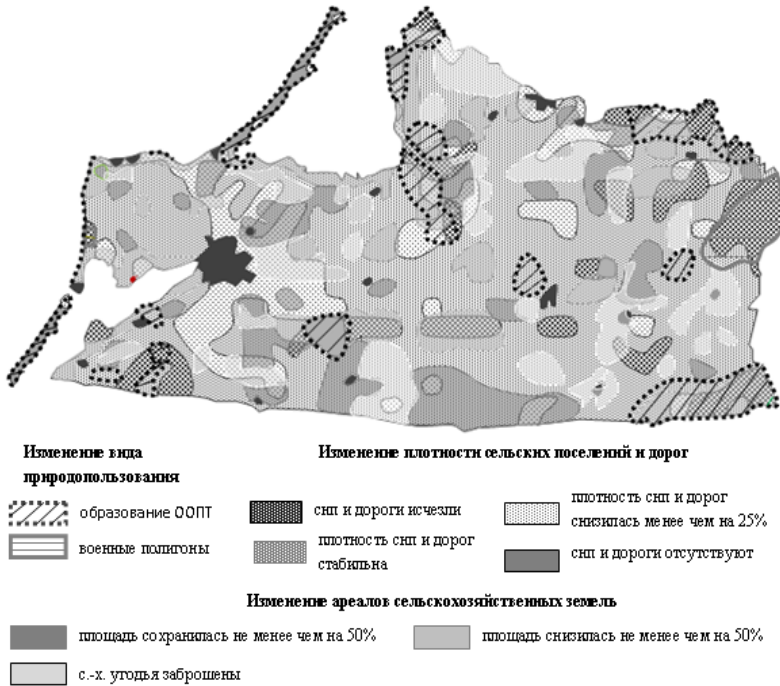 Изменение вида
природопользования
образование ООПТ
военные полигоны
Изменение плотности сельских поселений и дорог
снп и дороги исчезли
плотность снп и дорог
стабильна
плотность снп и дорог
снизилась менее чем на 25%
снп и дороги отсутствуют
Изменение ареалов сельскохозяйственных земель
площадь сохранилась не менее чем на 50%
площадь снизилась не менее чем на 50%
с.-х. угодья заброшены